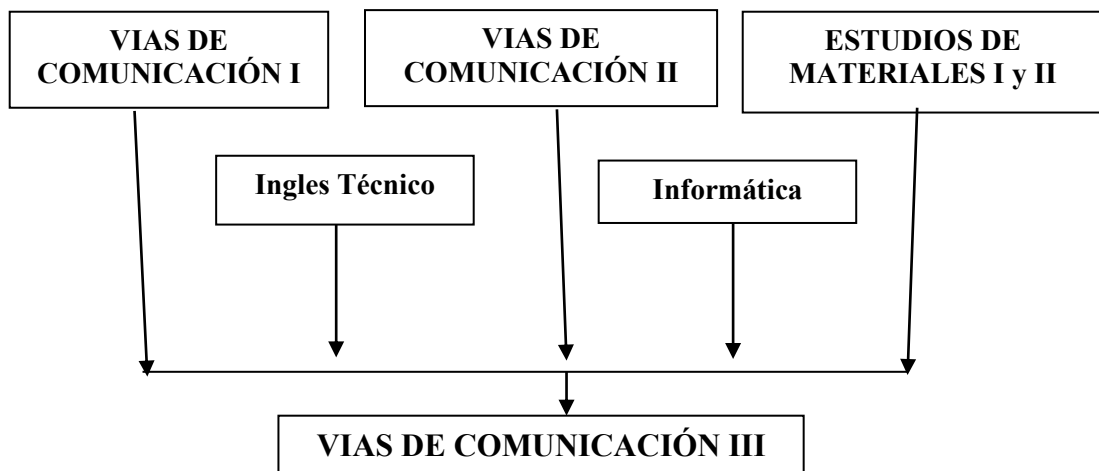 VIAS DE
COMUNICACIÓN I
VIAS DE
COMUNICACIÓN II
ESTUDIOS DE
MATERIALES I y II
Ingles Técnico
Informática
VIAS DE COMUNICACIÓN III